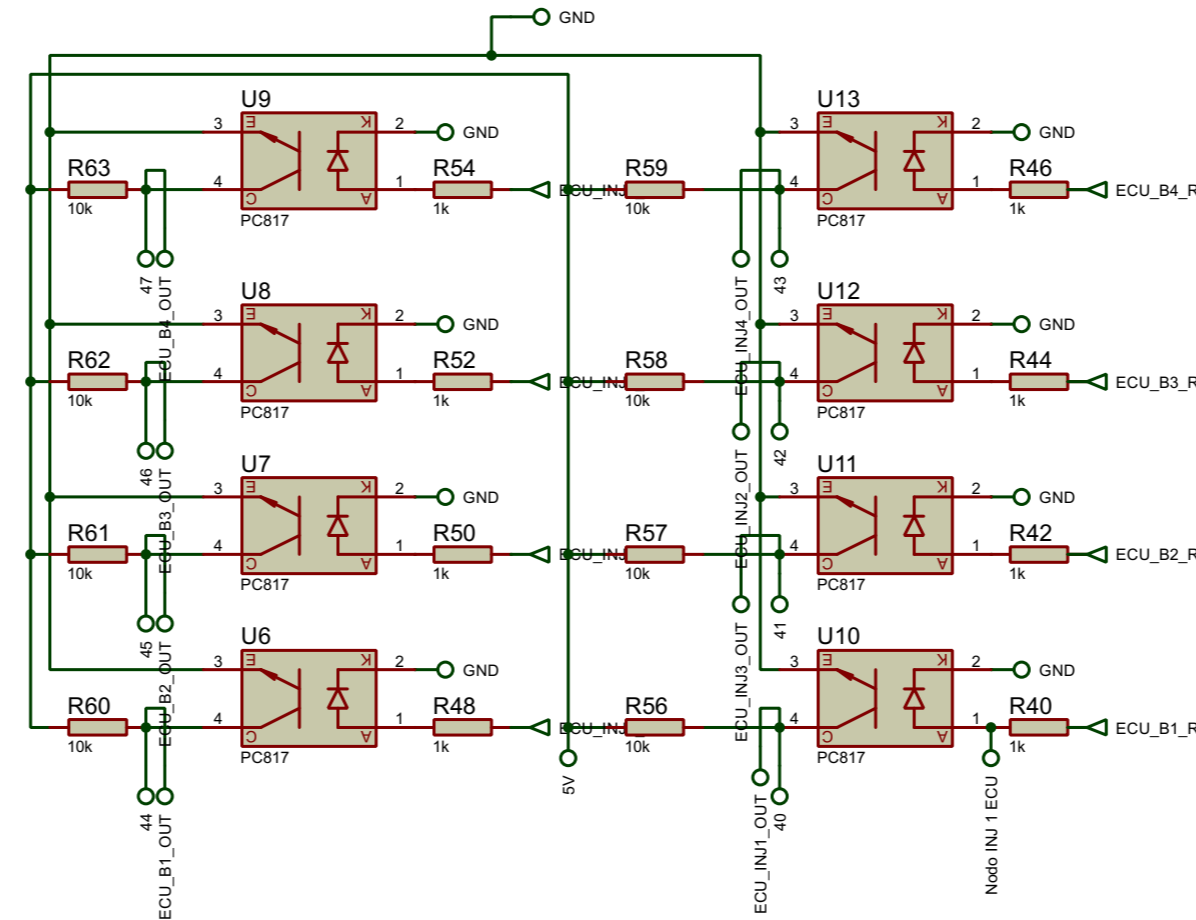 GND
U9
3
E
K
2
GND
R63
10k
4
C
A
1
PC817
R54
1k
47
ECU_B4_OUT
U13
3
E
K
2
GND
R59
10k
4
C
A
1
PC817
R46
1k
ECU_B4_R
ECU_INJ4_OUT
43
U8
3
E
K
2
GND
R62
10k
4
C
A
1
PC817
R52
1k
46
ECU_B3_OUT
U12
3
E
K
2
GND
R58
10k
4
C
A
1
PC817
R44
1k
ECU_B3_R
ECU_INJ2_OUT
42
U7
3
E
K
2
GND
R61
10k
4
C
A
1
PC817
R50
1k
45
ECU_B2_OUT
U11
3
E
K
2
GND
R57
10k
4
C
A
1
PC817
R42
1k
ECU_B2_R
ECU_INJ3_OUT
41
U6
3
E
K
2
GND
R60
10k
4
C
A
1
PC817
R48
1k
44
ECU_B1_OUT
5V
U10
3
E
K
2
GND
R56
10k
4
C
A
1
PC817
R40
1k
ECU_B1_R
ECU_INJ1_OUT
40
Nodo INJ 1 ECU